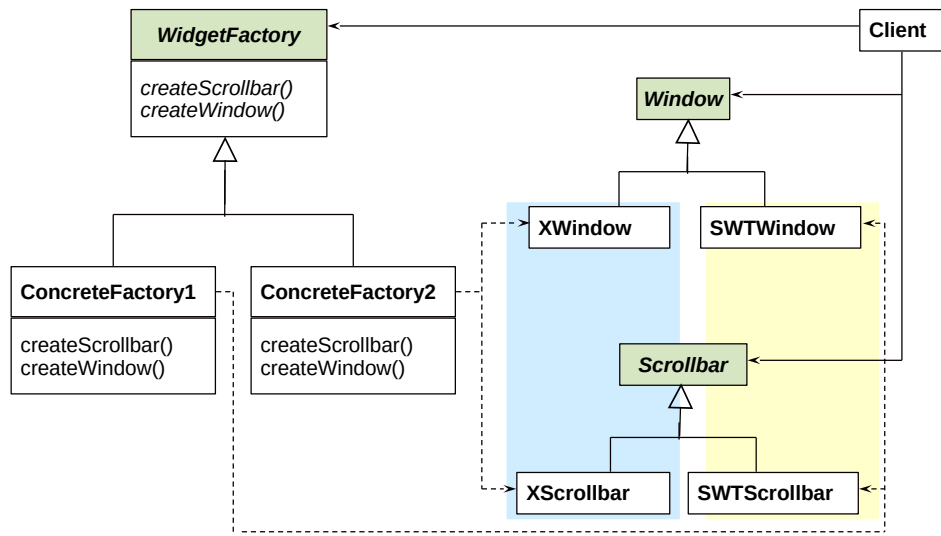 WidgetFactory
createScrollbar()
createWindow()
Client
Window
XWindow
SWTWindow
ConcreteFactory1
createScrollbar()
createWindow()
ConcreteFactory2
createScrollbar()
createWindow()
Scrollbar
XScrollbar
SWTScrollbar